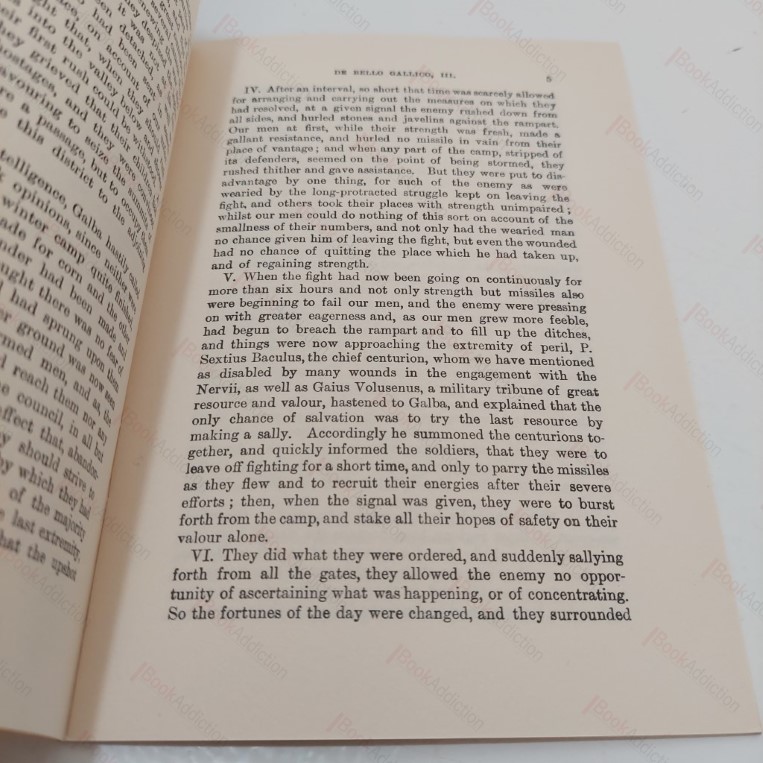 DE BELLO GALLICO, III.
5
IV. After an interval, so short that time was scarcely allowed
for arranging and carrying out the measures on which they
had resolved, at a given signal the enemy rushed down from
all sides, and hurled stones and javelins against the rampart.
Our men at first, while their strength was fresh, made a
gallant resistance, and hurled no missile in vain from their
place of vantage; and when any part of the camp, stripped of
its defenders, seemed on the point of being stormed, they
rushed thither and gave assistance. But they were put to dis-
advantage by one thing, for such of the enemy as were
wearied by the long-protracted struggle kept on leaving the
fight, and others took their places with strength unimpaired;
whilst our men could do nothing of this sort on account of the
smallness of their numbers, and not only had the wearied man
no chance given him of leaving the fight, but even the wounded
had no chance of quitting the place which he had taken up,
and of regaining strength.
V. When the fight had now been going on continuously for
more than six hours and not only strength but missiles also
were beginning to fail our men, and the enemy were pressing
on with greater eagerness and, as our men grew more feeble,
had begun to breach the rampart and to fill up the ditches,
and things were now approaching the extremity of peril, P.
Sextius Baculus, the chief centurion, whom we have mentioned
as disabled by many wounds in the engagement with the
Nervii, as well as Gaius Volusenus, a military tribune of great
resource and valour, hastened to Galba, and explained that the
only chance of salvation was to try the last resource by
making a sally. Accordingly he summoned the centurions to-
gether, and quickly informed the soldiers, that they were to
leave off fighting for a short time, and only to parry the missiles
as they flew and to recruit their energies after their severe
efforts; then, when the signal was given, they were to burst
forth from the camp, and stake all their hopes of safety on their
valour alone.
VI. They did what they were ordered, and suddenly sallying
forth from all the gates, they allowed the enemy no oppor-
tunity of ascertaining what was happening, or of concentrating.
So the fortunes of the day were changed, and they surrounded